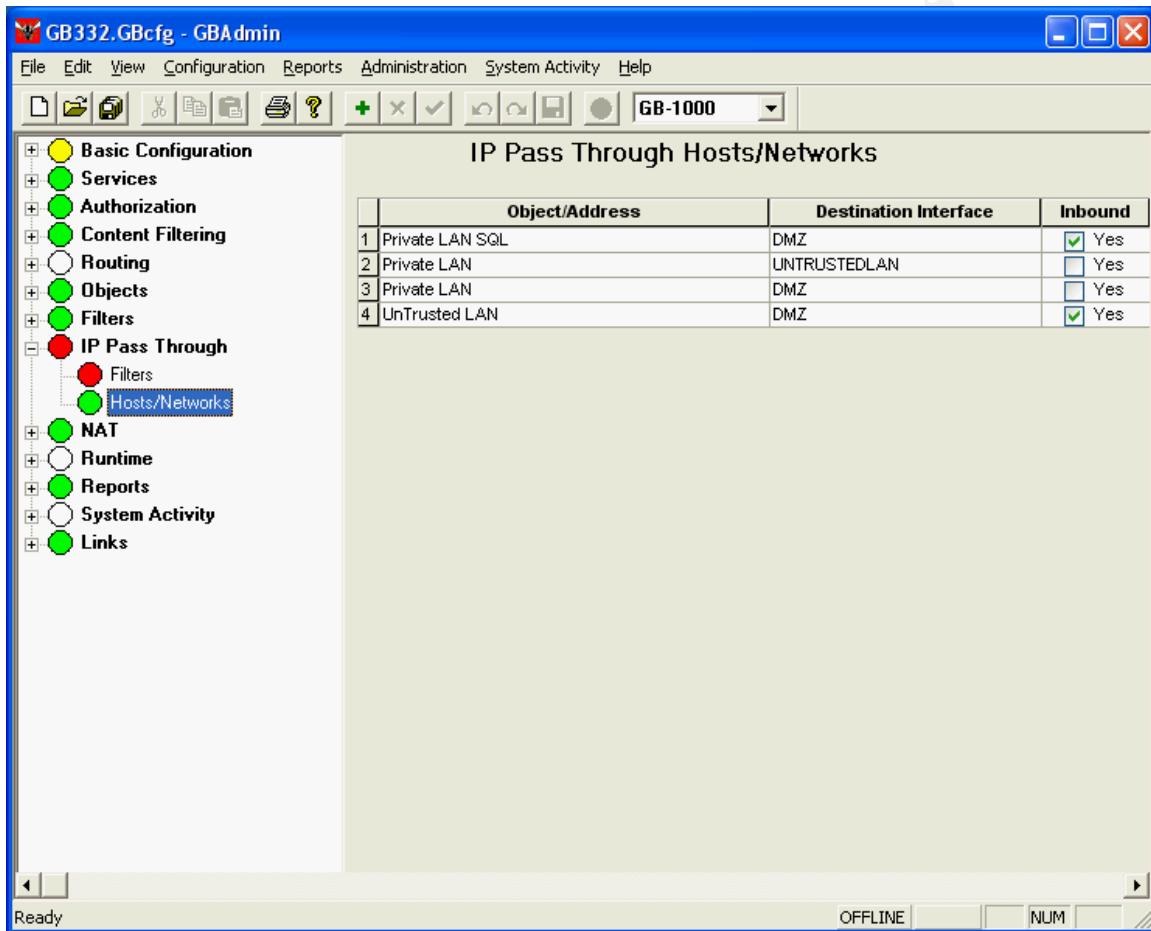 GB332.GBcfg - GBAdmin
File Edit View Configuration Reports Administration System Activity Help
GB-1000
Basic Configuration
Services
Authorization
Content Filtering
Routing
Objects
Filters
IP Pass Through
Filters
Hosts/Networks
NAT
Runtime
Reports
System Activity
Links
IP Pass Through Hosts/Networks
Object/Address Destination Interface Inbound
1 Private LAN SQL DMZ Yes
2 Private LAN UNTRUSTEDLAN Yes
3 Private LAN DMZ Yes
4 UnTrusted LAN DMZ Yes
Ready OFFLINE NUM